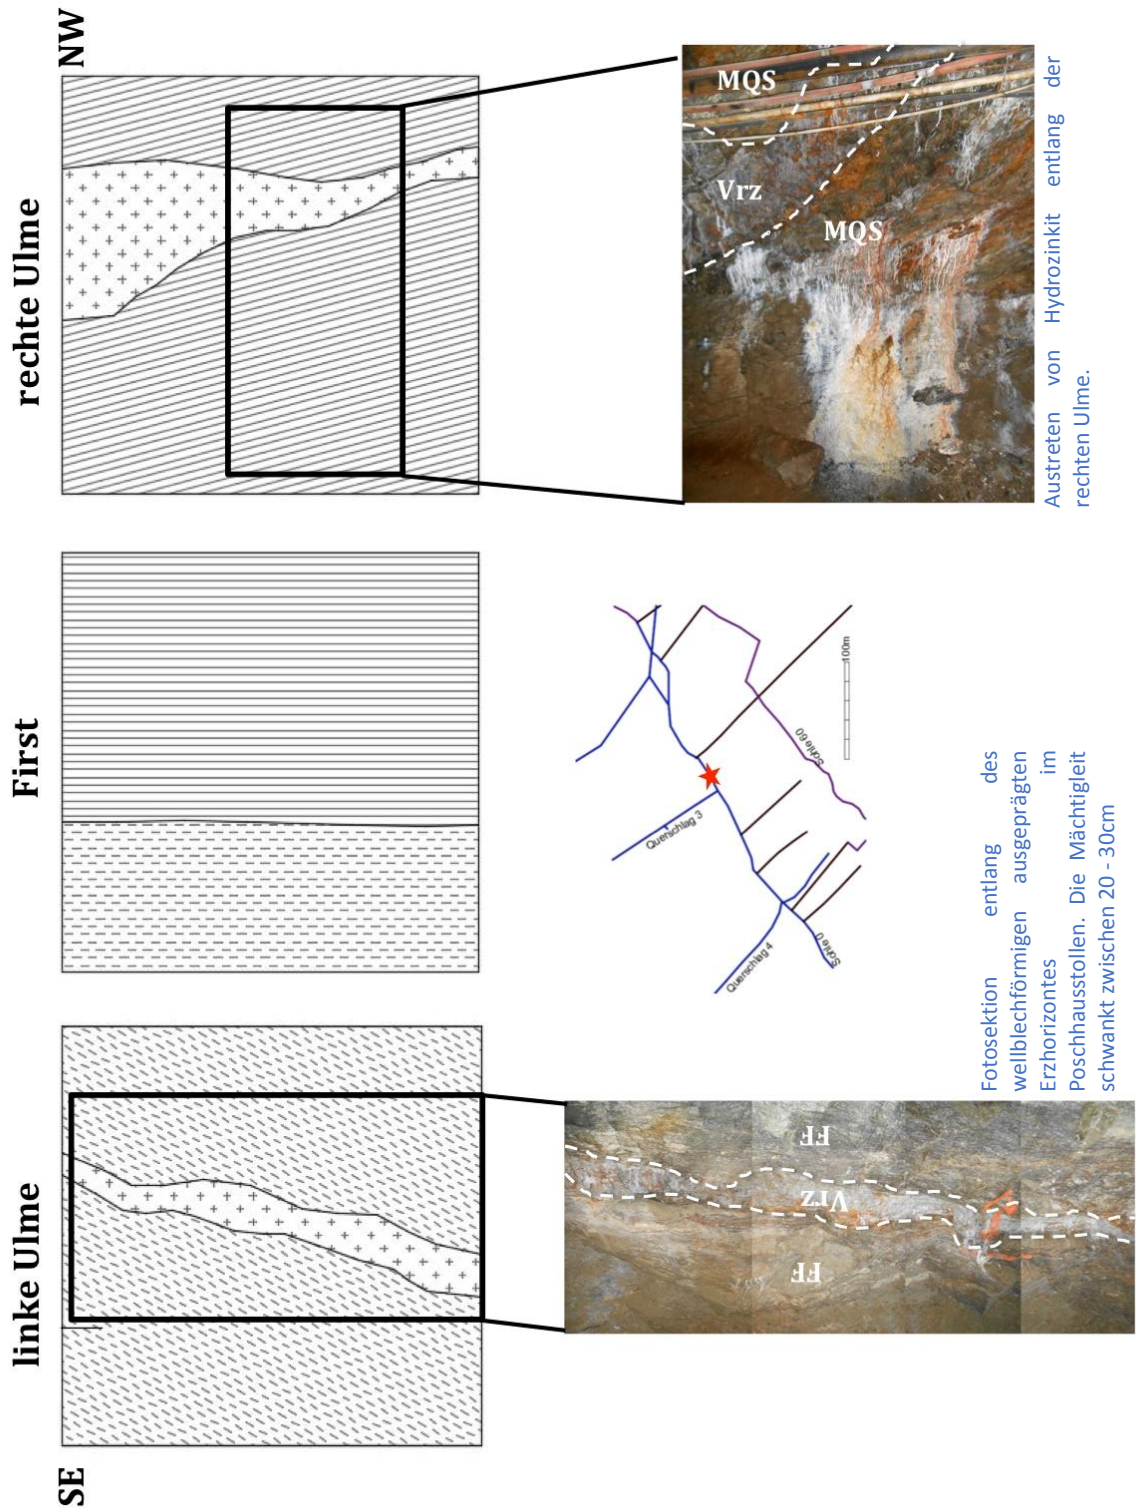 SE
linke Ulme
First
rechte Ulme
NW
FF
Vrz
FF
Querschlag 4
Sohle 0
Querschlag 3
Sohle 60
100m
MQS
Vrz
MQS
Fotosektion entlang des
wellblechförmigen ausgeprägten
Erzhorizontes im
Poschhausstollen. Die Mächtigleit
schwankt zwischen 20 - 30cm
Austreten von Hydrozinkit entlang der
rechten Ulme.